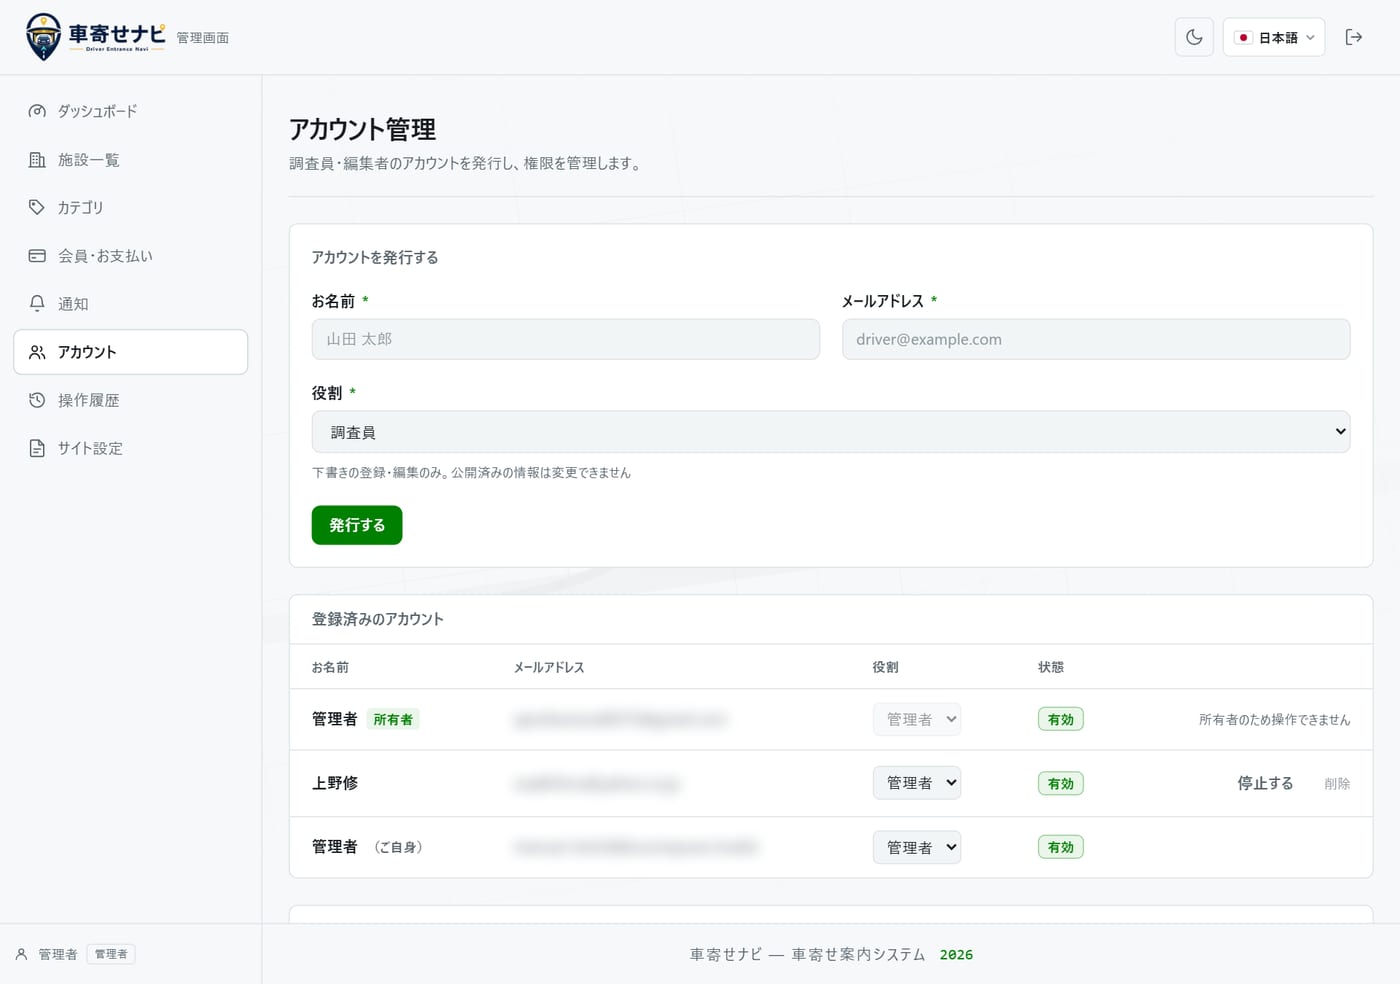 車寄せナビ
Driver Entrance Navi
管理画面
日本語
ダッシュボード
施設一覧
カテゴリ
会員・お支払い
通知
アカウント
操作履歴
サイト設定
管理者 管理者
アカウント管理
調査員・編集者のアカウントを発行し、権限を管理します。
アカウントを発行する
お名前 * メールアドレス *
山田 太郎 driver@example.com
役割 *
調査員
下書きの登録・編集のみ。公開済みの情報は変更できません
発行する
登録済みのアカウント
お名前 メールアドレス 役割 状態
管理者 所有者 管理者 有効 所有者のため操作できません
上野修 管理者 有効 停止する 削除
管理者 （ご自身） 管理者 有効
車寄せナビ — 車寄せ案内システム 2026